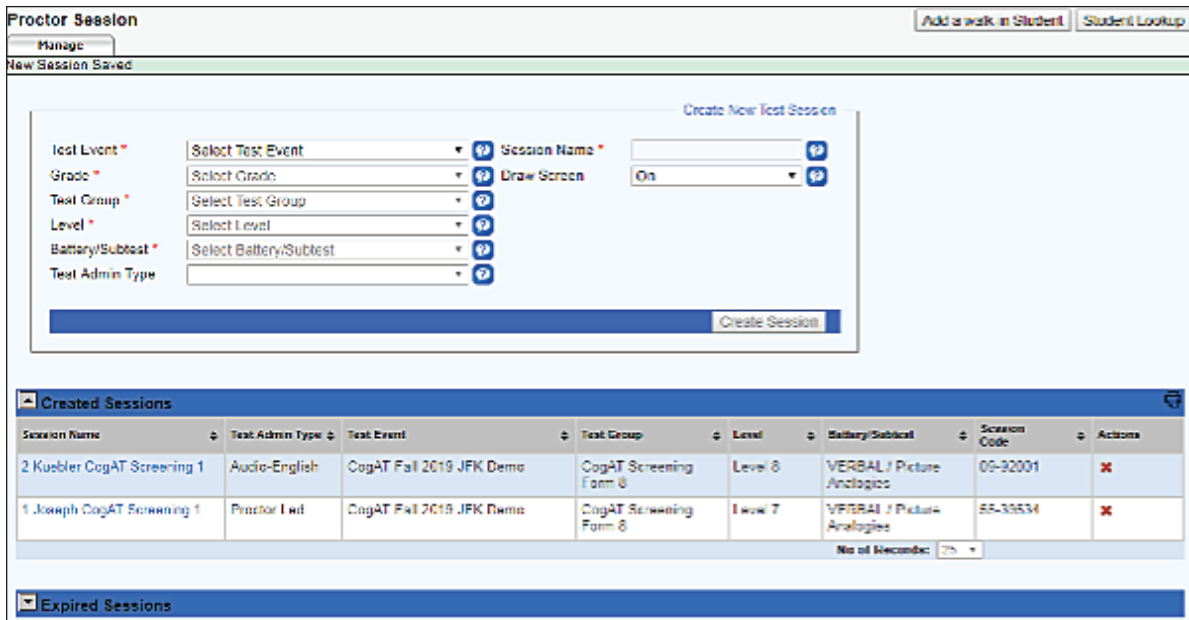 Proctor Session
Add a walk-in Student Student Lookup
Manage
New Session Saved
Create New Test Session
Test Event * Select Test Event Session Name *
Grade * Select Grade Draw Screen On
Test Group * Select Test Group
Level * Select Level
Battery/Subtest * Select Battery/Subtest
Test Admin Type
Create Session
Created Sessions
Session Name Test Admin Type Test Event Test Group Level Battery/Subtest Session Code Actions
2 Kuebler CogAT Screening 1 Audio-English CogAT Fall 2019 JFK Demo CogAT Screening Form 8 Level 8 VERBAL / Picture Analogies
1 Joseph CogAT Screening 1 Proctor Led CogAT Fall 2019 JFK Demo CogAT Screening Form 8 Level 7 VERBAL / Picture Analogies
No of Records: 25
Expired Sessions